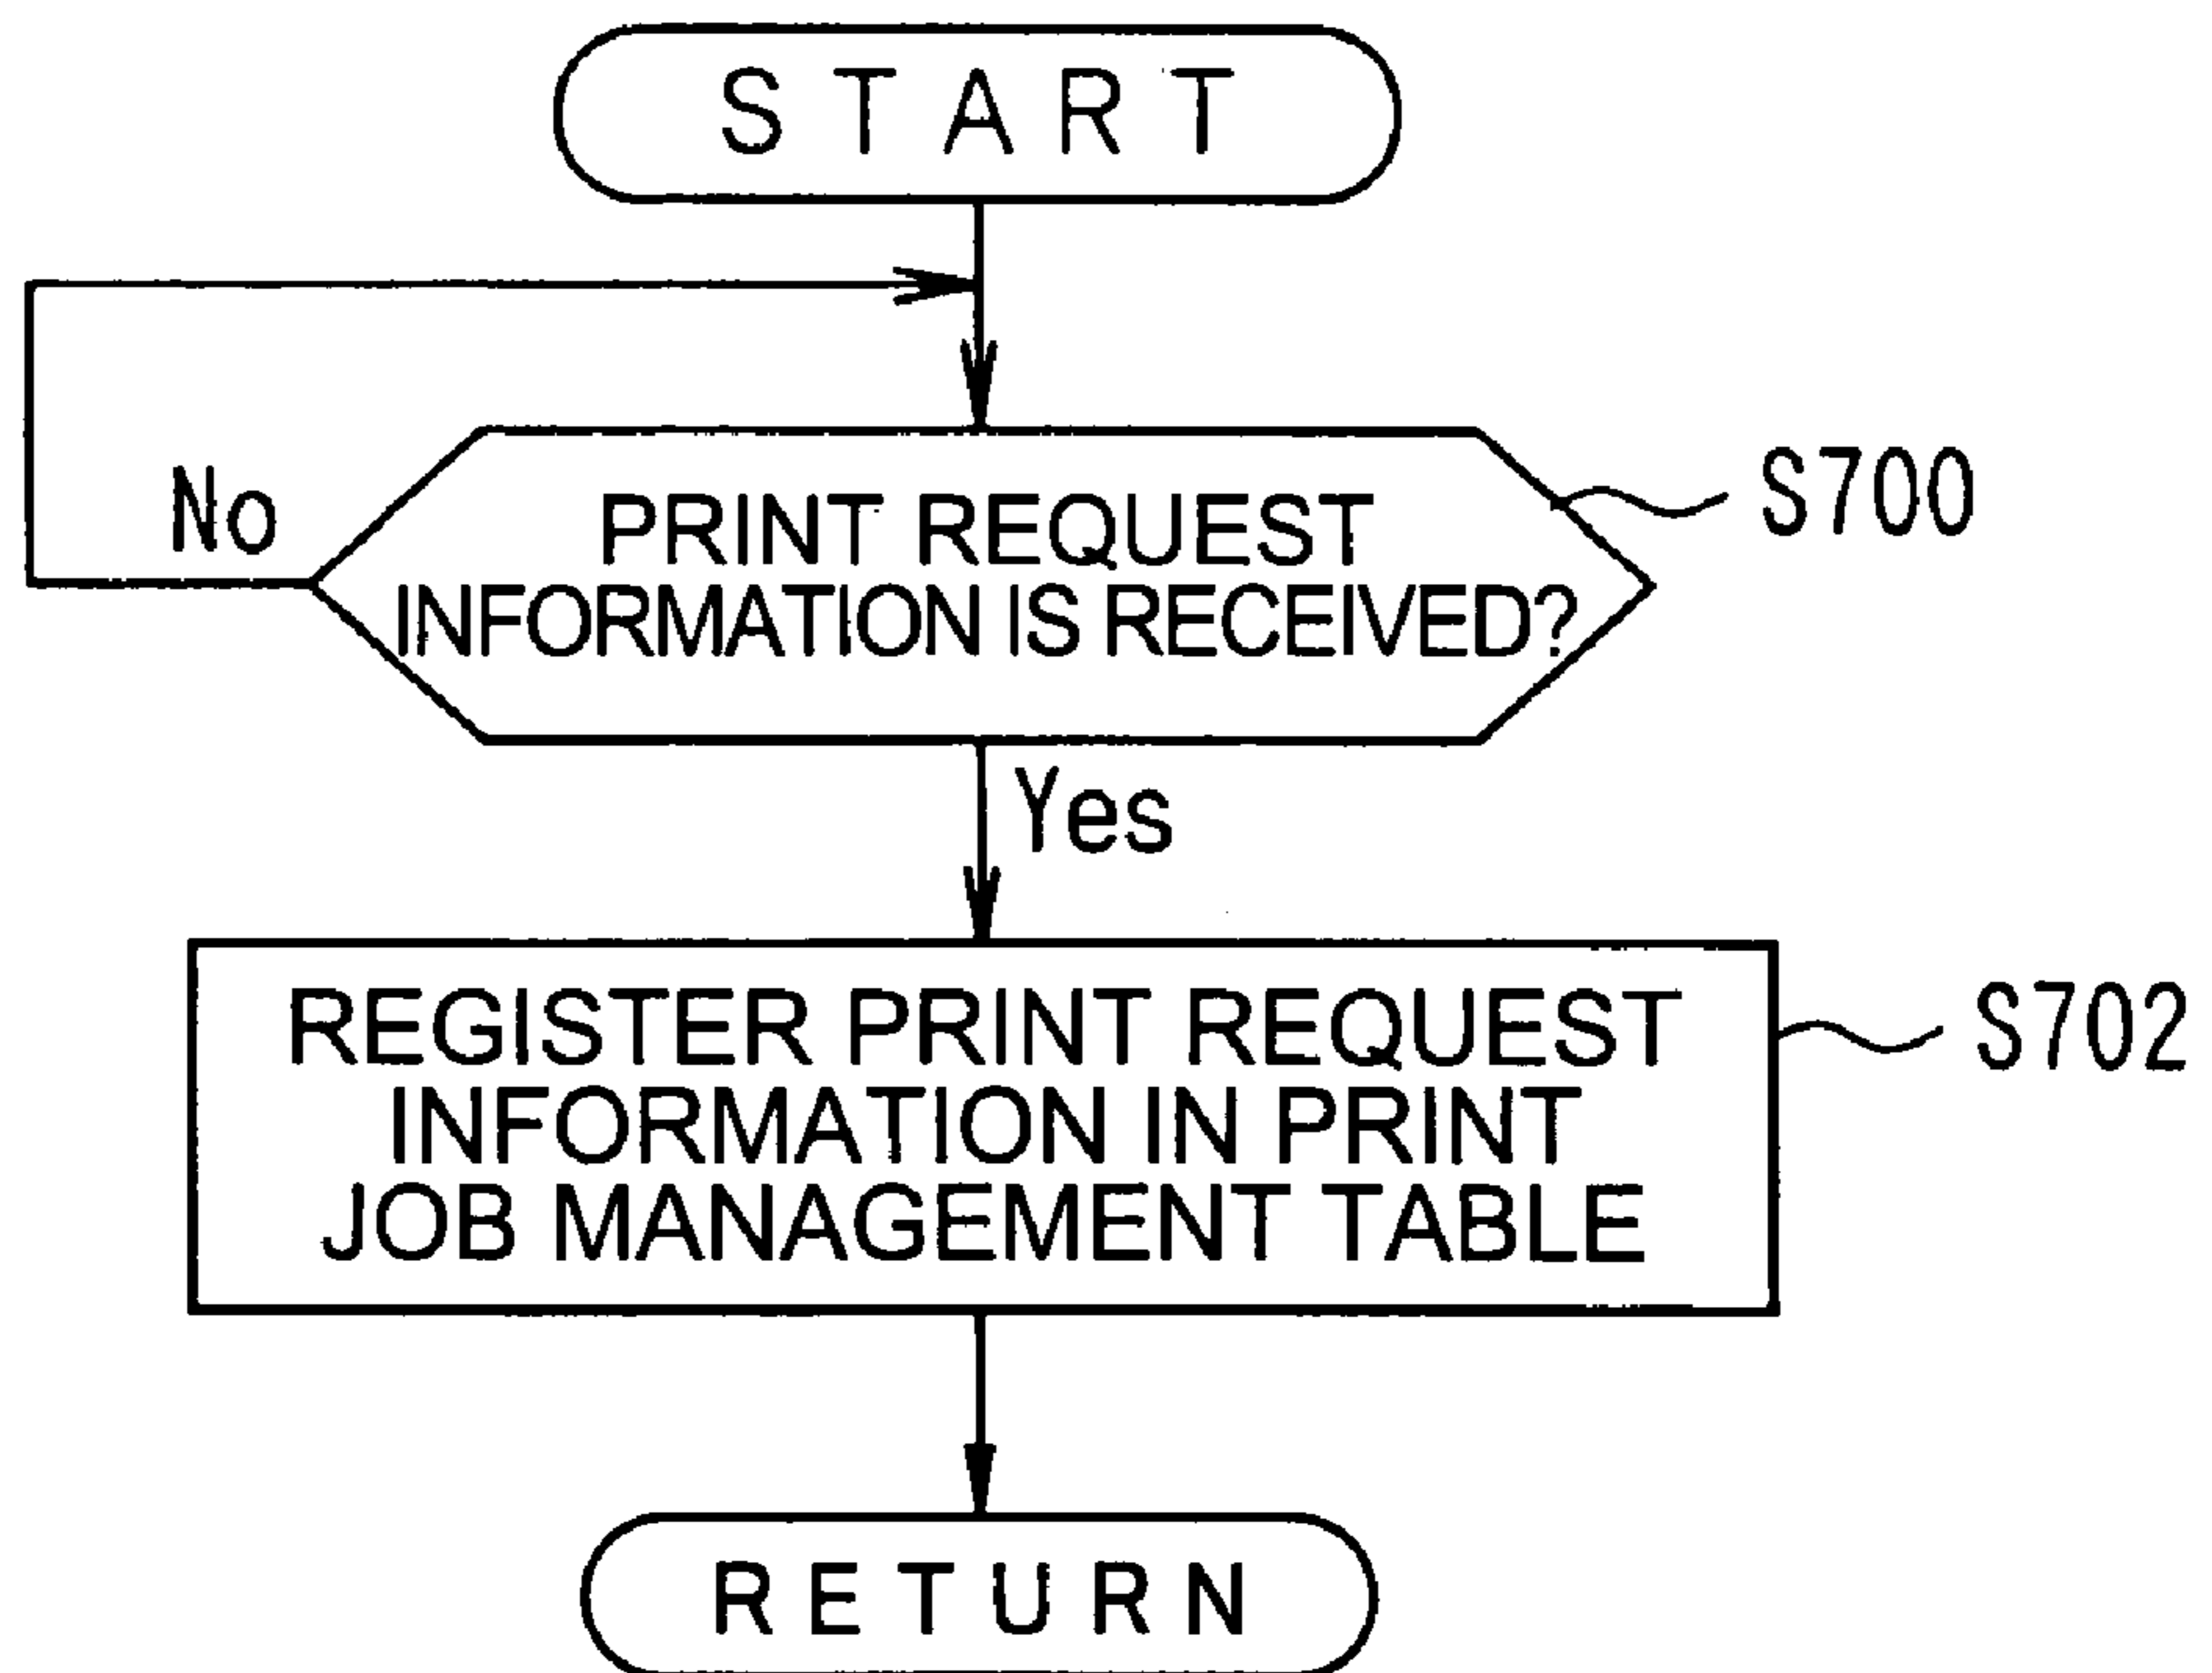 START
PRINT REQUEST
S700
No
INFORMATION IS RECEIVED?
Yes
REGISTER PRINT REQUEST
S702
INFORMATION IN PRINT
JOB MANAGEMENT TABLE
RETURN